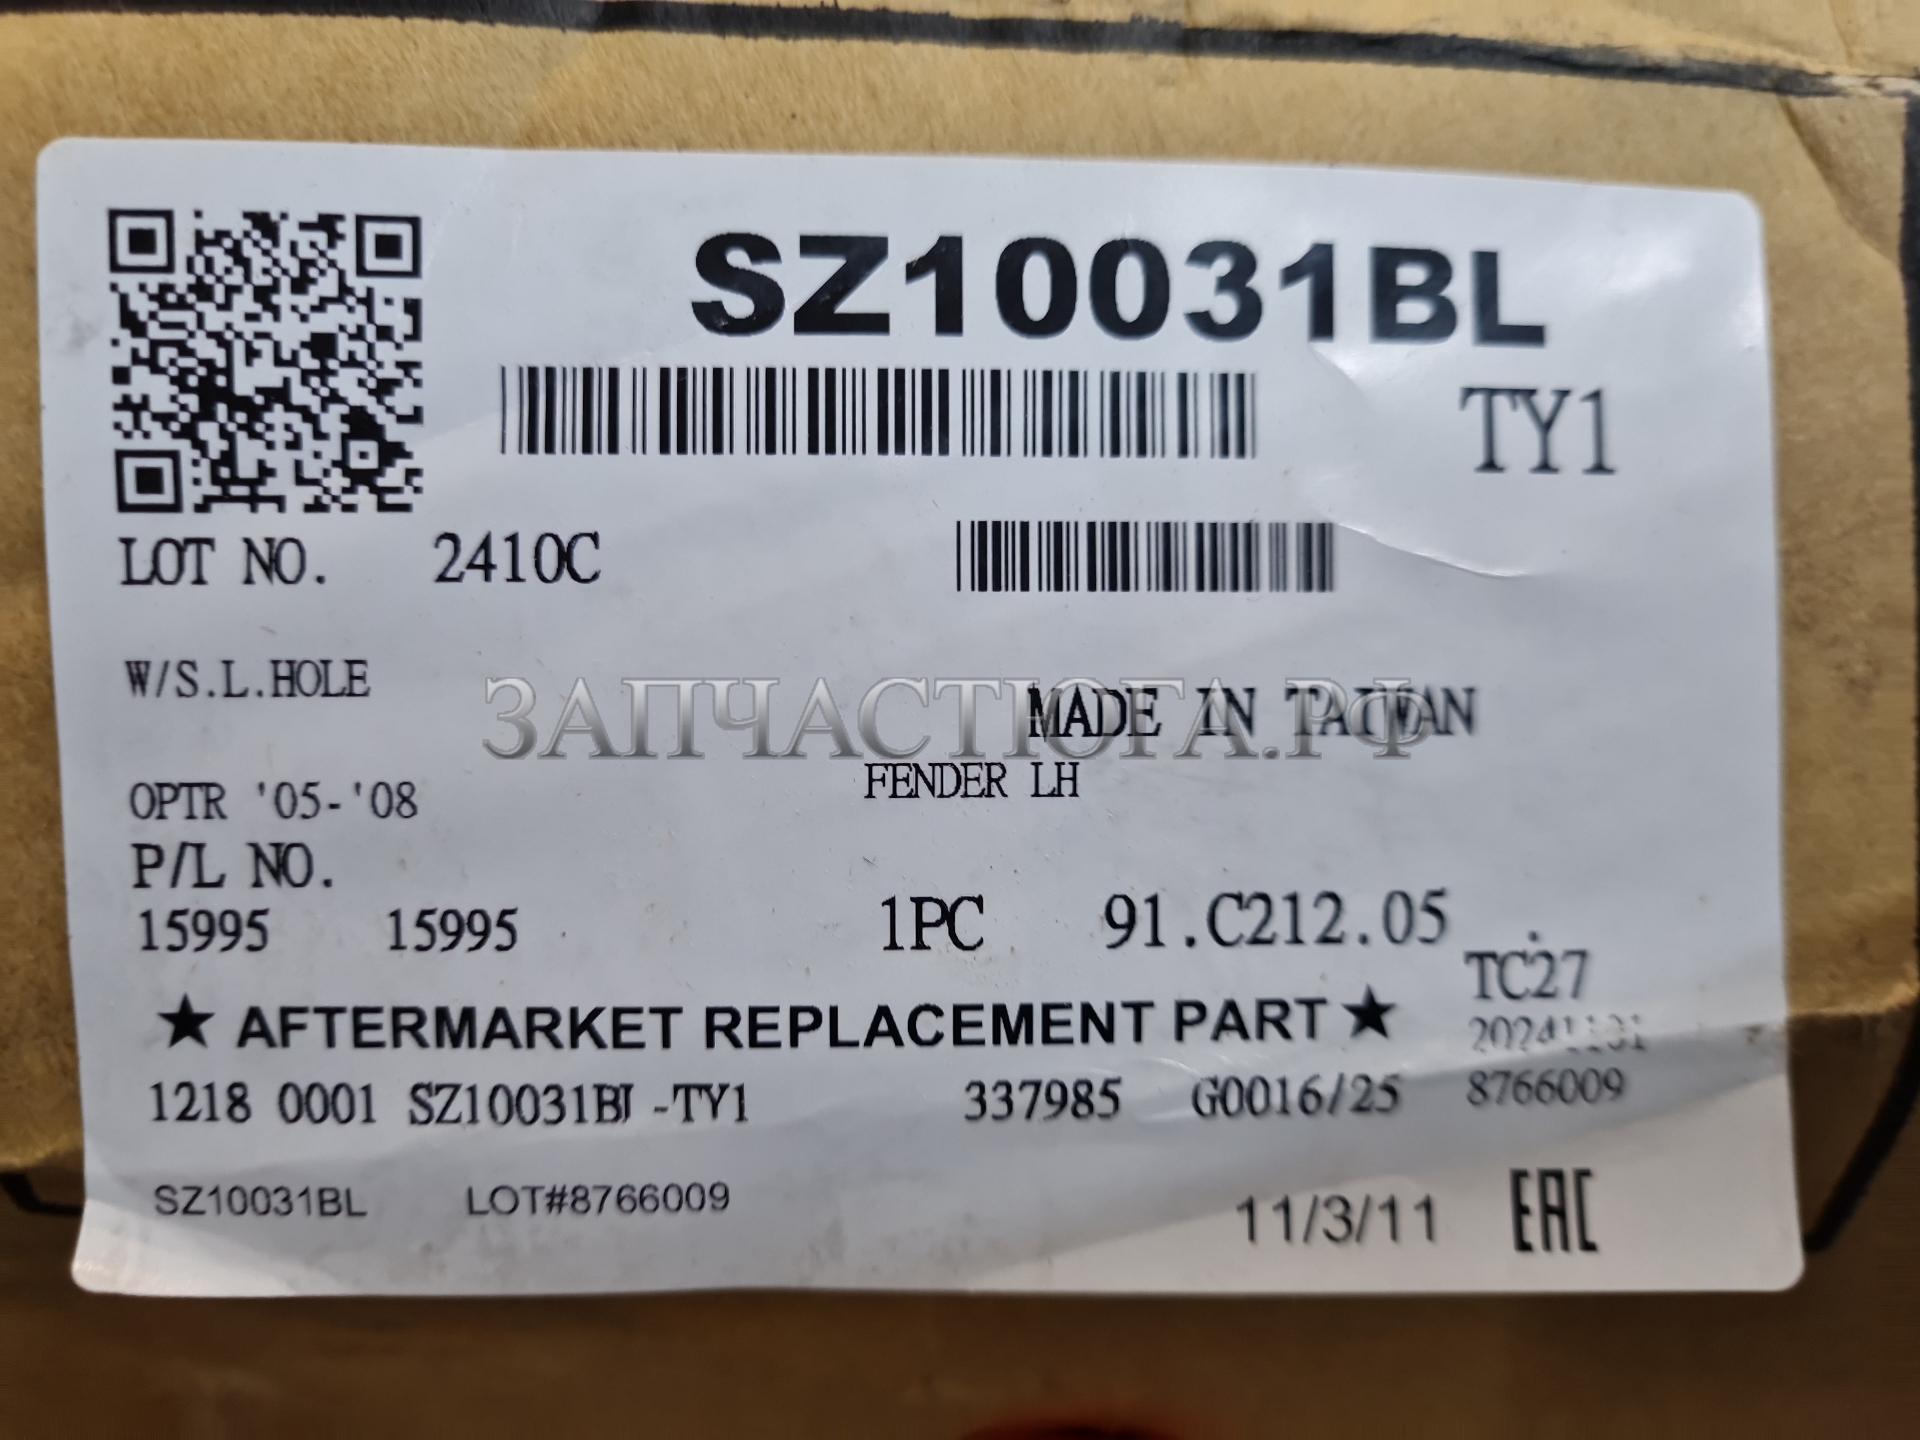 SZ10031BL
TY1
LOT NO. 2410C
W/S.L.HOLE
ЗАПЧАСТЮГА.РФ
MADE IN TAIWAN
FENDER LH
OPTR '05-'08
P/L NO.
15995 15995 1PC 91.C212.05
TC27
★ AFTERMARKET REPLACEMENT PART ★
1218 0001 SZ10031BL-TY1 337985 G0016/25 8766009
SZ10031BL LOT#8766009 11/3/11 EAC